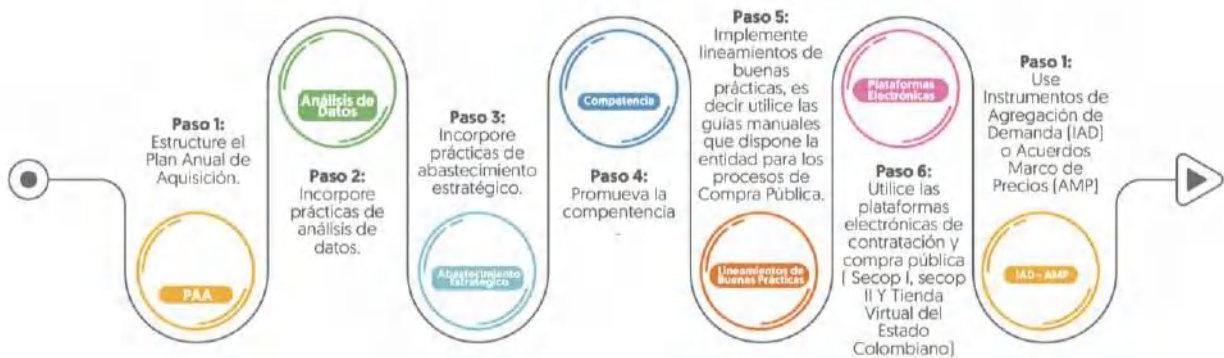 Paso 1:
Estructure el
Plan Anual de
Aquisición.
PAA
Análisis de
Datos
Paso 2:
Incorpore
prácticas de
análisis de
datos.
Paso 3:
Incorpore
prácticas de
abastecimiento
estratégico.
Abastecimiento
Estratégico
Competencia
Paso 4:
Promueva la
compentencia
.
Paso 5:
Implemente
lineamientos de
buenas
prácticas, es
decir utilice las
guías manuales
que dispone la
entidad para los
procesos de
Compra Pública.
Lineamientos de
Buenas Prácticas
Plataformas
Electrónicas
Paso 6:
Utilice las
plataformas
electrónicas de
contratación y
compra pública
( Secop I, secop
II Y Tienda
Virtual del
Estado
Colombiano)
Paso 1:
Use
Instrumentos de
Agregación de
Demanda (IAD)
o Acuerdos
Marco de
Precios (AMP)
IAD - AMP